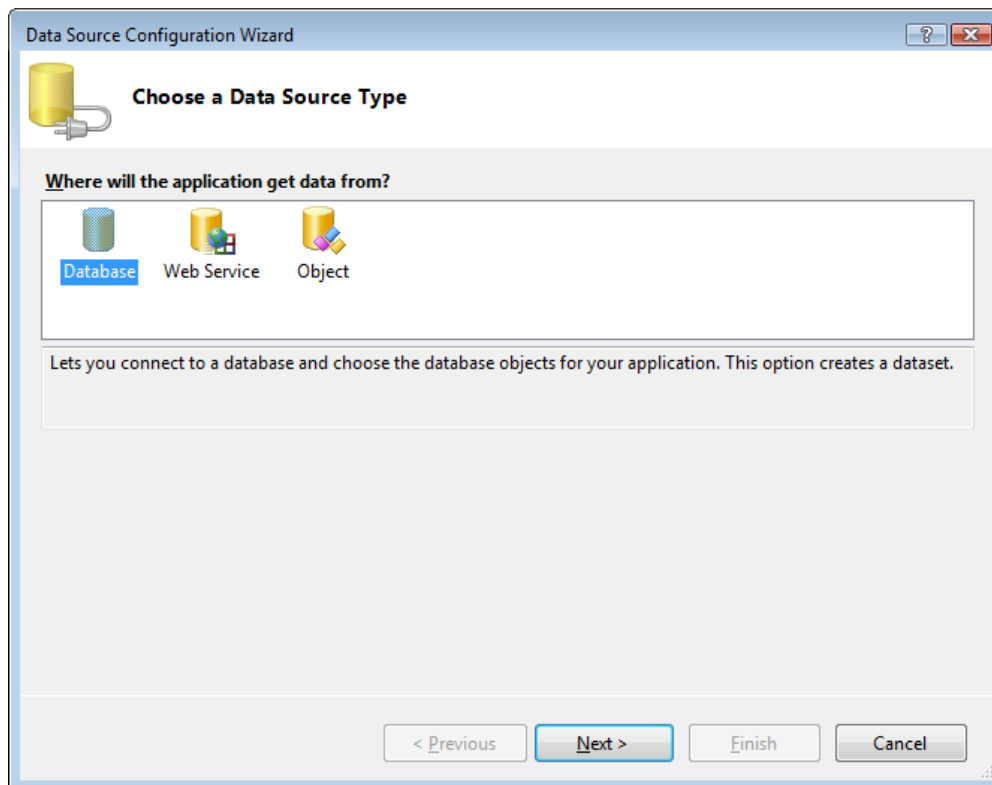 Data Source Configuration Wizard
Choose a Data Source Type
Where will the application get data from?
Database Web Service Object
Lets you connect to a database and choose the database objects for your application. This option creates a dataset.
< Previous Next > Finish Cancel